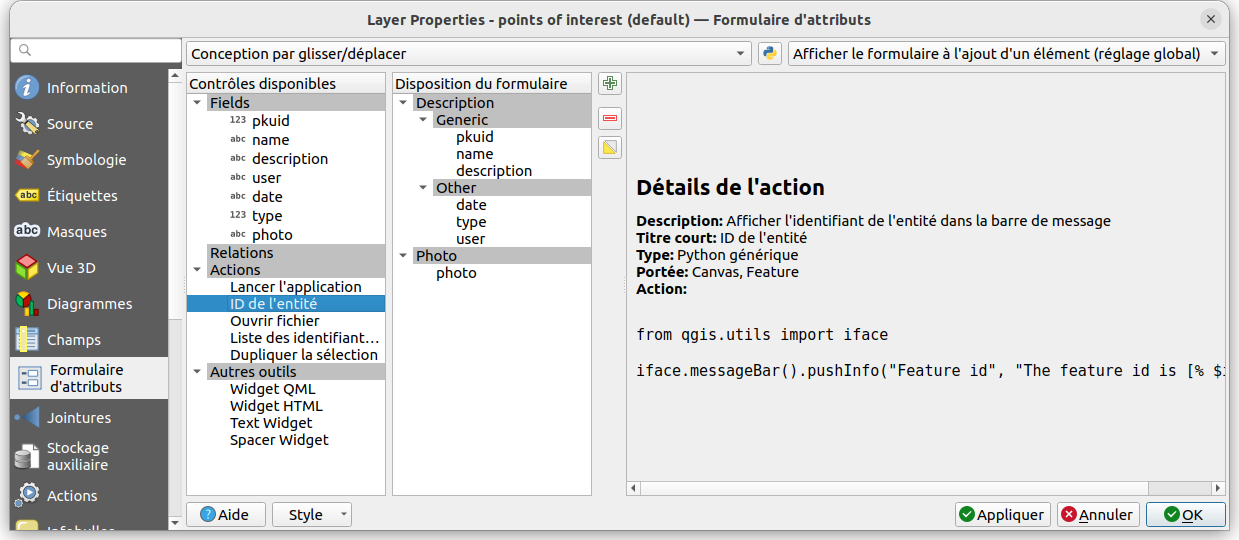 Layer Properties - points of interest (default) — Formulaire d'attributs
Conception par glisser/déplacer
Afficher le formulaire à l'ajout d'un élément (réglage global)
Information
Source
Symbologie
abc Étiquettes
abc Masques
Vue 3D
Diagrammes
Champs
Formulaire
d'attributs
Jointures
Stockage
auxiliaire
Actions
Infobulles
Contrôles disponibles
Fields
123 pkuid
abc name
abc description
abc user
abc date
123 type
abc photo
Relations
Actions
Lancer l'application
ID de l'entité
Ouvrir fichier
Liste des identifiant...
Dupliquer la sélection
Autres outils
Widget QML
Widget HTML
Text Widget
Spacer Widget
Disposition du formulaire
Description
Generic
pkuid
name
description
Other
date
type
user
Photo
photo
Détails de l'action
Description: Afficher l'identifiant de l'entité dans la barre de message
Titre court: ID de l'entité
Type: Python générique
Portée: Canvas, Feature
Action:
from qgis.utils import iface
iface.messageBar().pushInfo("Feature id", "The feature id is [% $i
Aide
Style
Appliquer
Annuler
OK